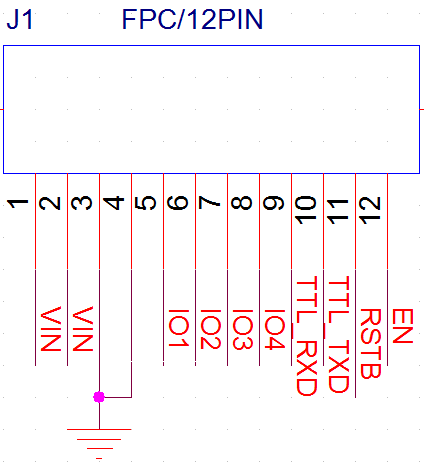 J1 FPC/12PIN
1 2 3 4 5 6 7 8 9 10 11 12
VIN VIN IO1 IO2 IO3 IO4 TTL_RXD TTL_TXD RSTB EN